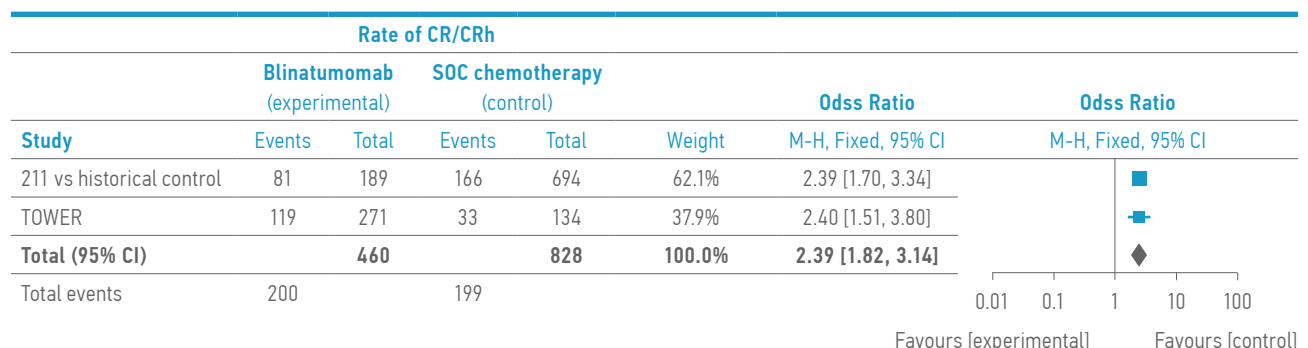 Rate of CR/CRh
Blinatumomab SOC chemotherapy
(experimental) (control) Odss Ratio Odss Ratio
Study Events Total Events Total Weight M-H, Fixed, 95% CI M-H, Fixed, 95% CI
211 vs historical control 81 189 166 694 62.1% 2.39 [1.70, 3.34]
TOWER 119 271 33 134 37.9% 2.40 [1.51, 3.80]
Total (95% CI) 460 828 100.0% 2.39 [1.82, 3.14]
Total events 200 199
0.01 0.1 1 10 100
Favours [experimental] Favours [control]